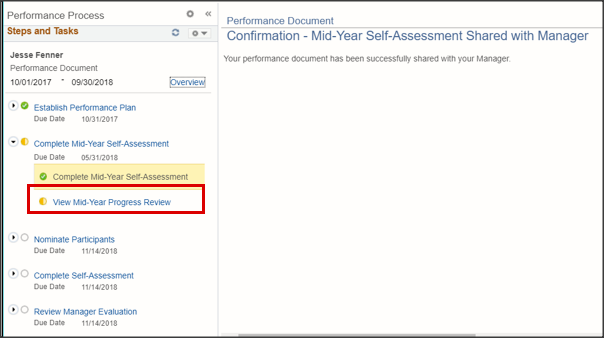 Performance Process
Steps and Tasks
Jesse Fenner
Performance Document
10/01/2017 - 09/30/2018 Overview
Establish Performance Plan
Due Date 10/31/2017
Complete Mid-Year Self-Assessment
Due Date 05/31/2018
Complete Mid-Year Self-Assessment
View Mid-Year Progress Review
Nominate Participants
Due Date 11/14/2018
Complete Self-Assessment
Due Date 11/14/2018
Review Manager Evaluation
Due Date 11/14/2018
Performance Document
Confirmation - Mid-Year Self-Assessment Shared with Manager
Your performance document has been successfully shared with your Manager.